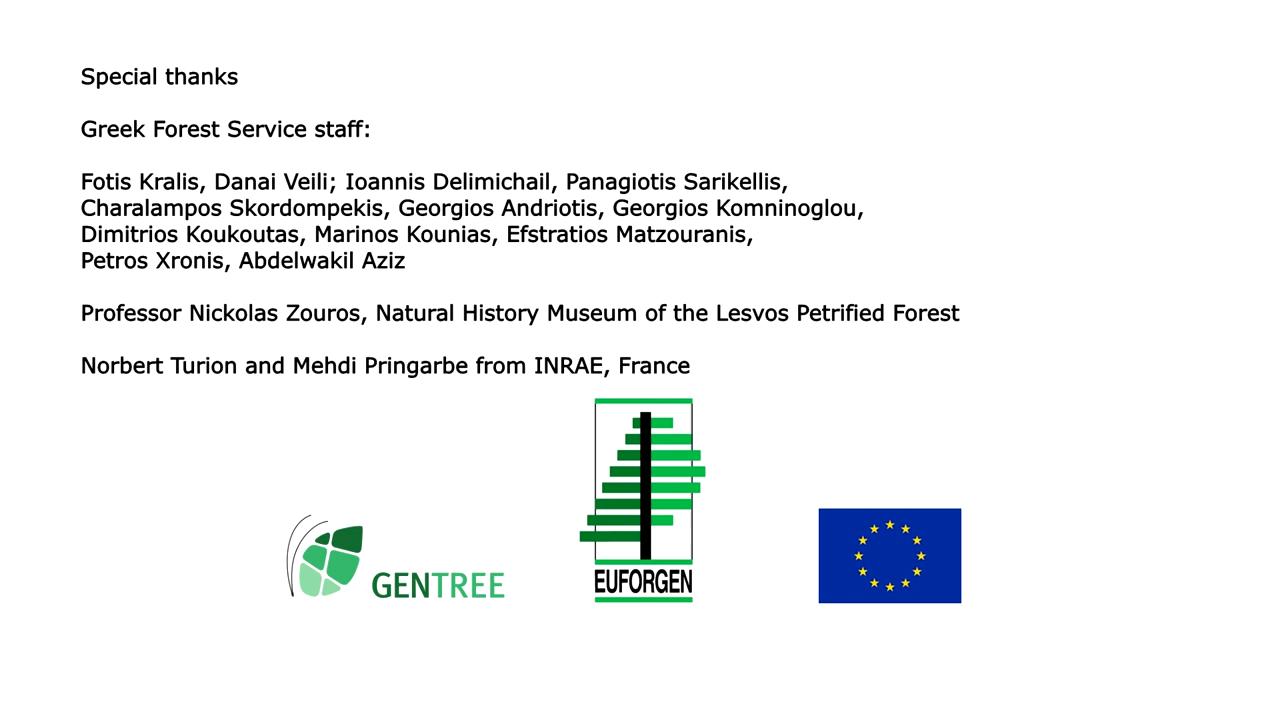 Special thanks
Greek Forest Service staff:
Fotis Kralis, Danai Veili; Ioannis Delimichail, Panagiotis Sarikellis,
Charalampos Skordompekis, Georgios Andriotis, Georgios Komninoglou,
Dimitrios Koukoutas, Marinos Kounias, Efstratios Matzouranis,
Petros Xronis, Abdelwakil Aziz
Professor Nickolas Zouros, Natural History Museum of the Lesvos Petrified Forest
Norbert Turion and Mehdi Pringarbe from INRAE, France
GENTREE
EUFORGEN